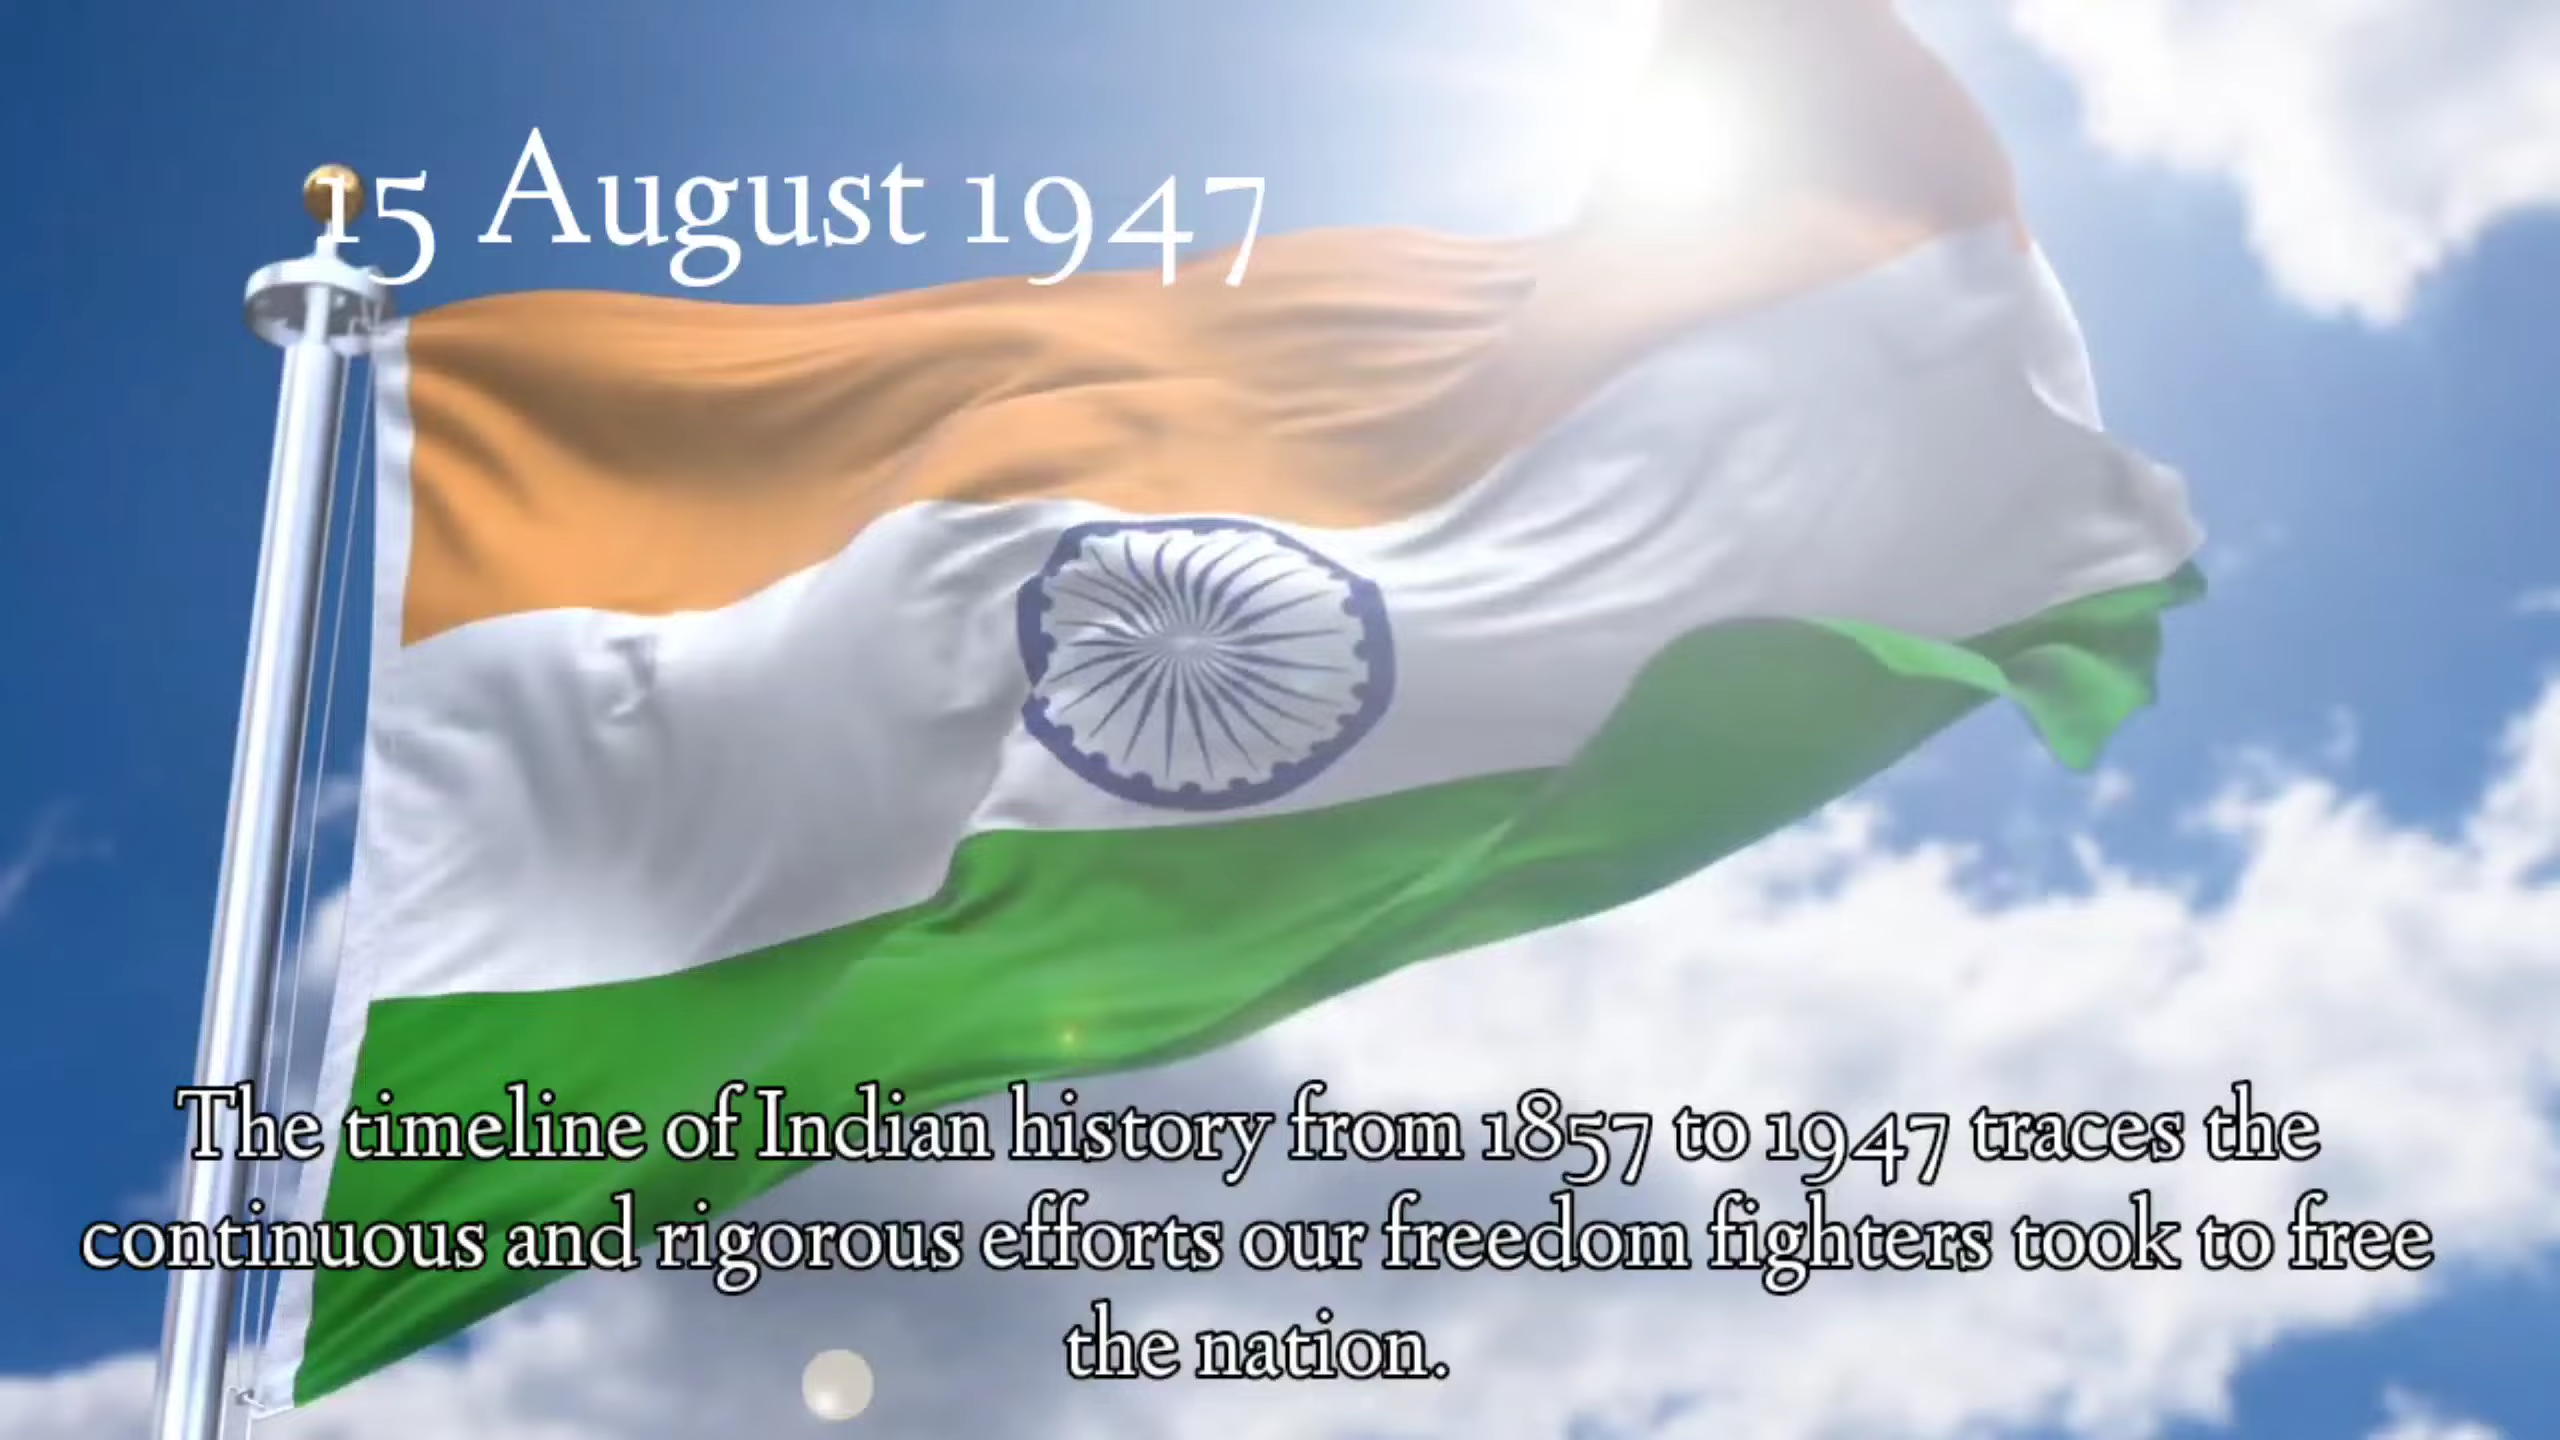 15 August 1947
The timeline of Indian history from 1857 to 1947 traces the
continuous and rigorous efforts our freedom fighters took to free
the nation.